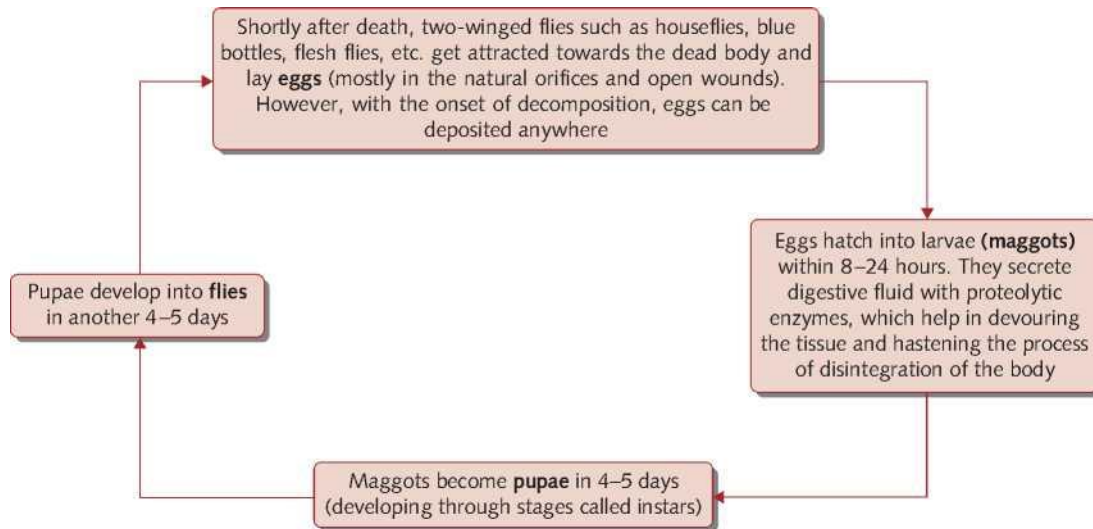 Shortly after death, two-winged flies such as houseflies, blue
bottles, flesh flies, etc. get attracted towards the dead body and
lay eggs (mostly in the natural orifices and open wounds).
However, with the onset of decomposition, eggs can be
deposited anywhere
Eggs hatch into larvae (maggots)
within 8–24 hours. They secrete
digestive fluid with proteolytic
enzymes, which help in devouring
the tissue and hastening the process
of disintegration of the body
Maggots become pupae in 4–5 days
(developing through stages called instars)
Pupae develop into flies
in another 4–5 days